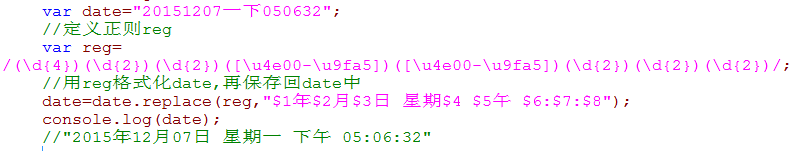 var date="20151207一下050632";
//定义正则reg
var reg=
/(\d{4})(\d{2})(\d{2})([\u4e00-\u9fa5])([\u4e00-\u9fa5])(\d{2})(\d{2})(\d{2})/;
//用reg格式化date,再保存回date中
date=date.replace(reg,"$1年$2月$3日 星期$4 $5午 $6:$7:$8");
console.log(date);
//"2015年12月07日 星期一 下午 05:06:32"